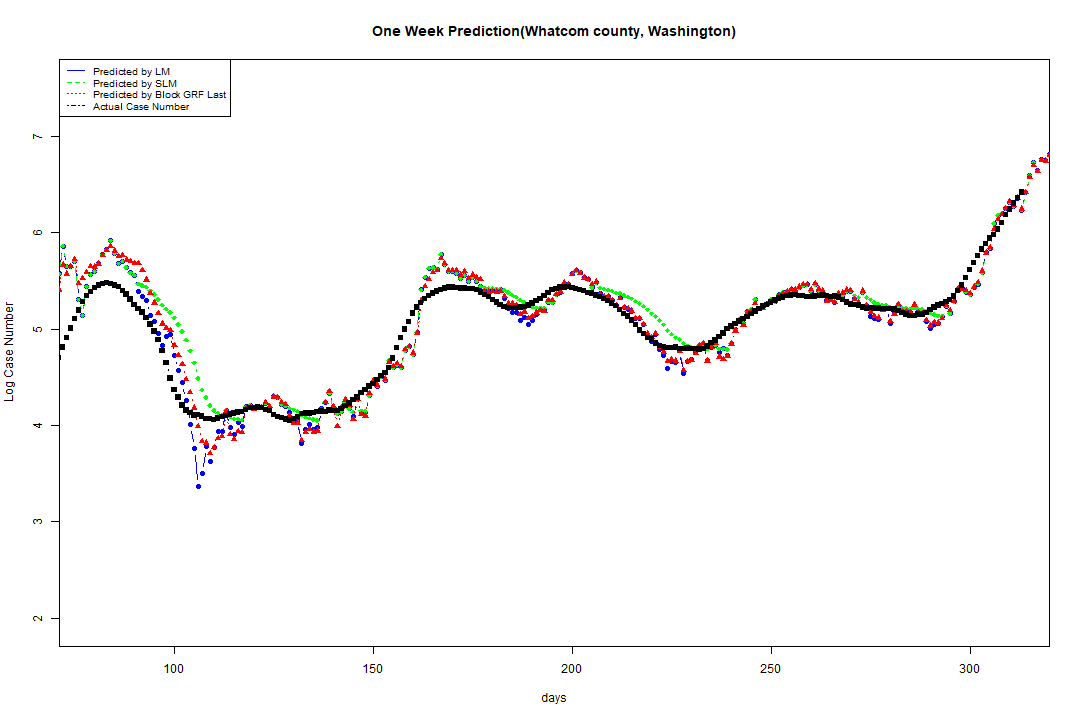 One Week Prediction(Whatcom county, Washington)
Predicted by LM
Predicted by SLM
Predicted by Block GRF Last
Actual Case Number
7
6
5
4
3
2
Log Case Number
100 150 200 250 300
days